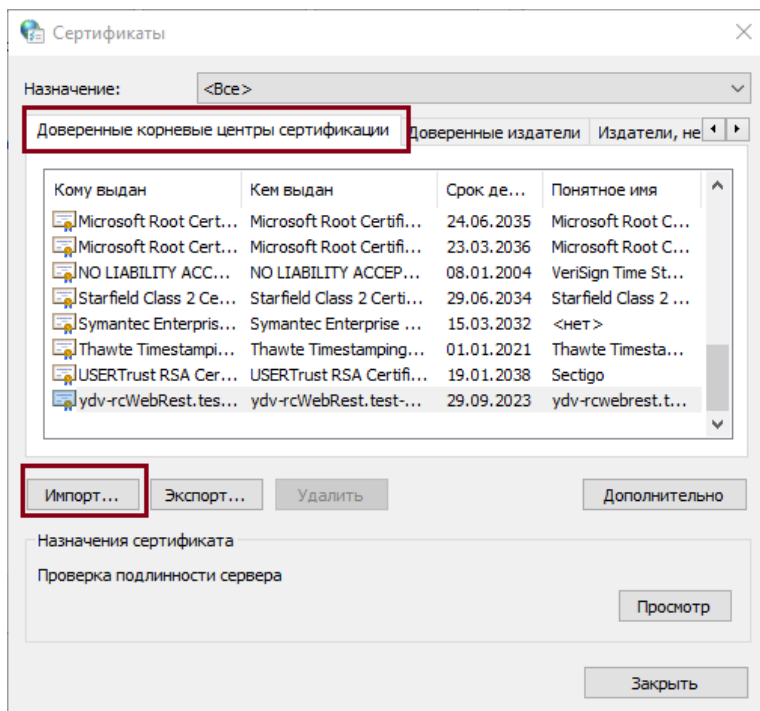 Сертификаты
Назначение: <Все>
Доверенные корневые центры сертификации Доверенные издатели Издатели, не
Кому выдан Кем выдан Срок де... Понятное имя
Microsoft Root Cert... Microsoft Root Certifi... 24.06.2035 Microsoft Root C...
Microsoft Root Cert... Microsoft Root Certifi... 23.03.2036 Microsoft Root C...
NO LIABILITY ACC... NO LIABILITY ACCEP... 08.01.2004 VeriSign Time St...
Starfield Class 2 Ce... Starfield Class 2 Certi... 29.06.2034 Starfield Class 2 ...
Symantec Enterpris... Symantec Enterprise ... 15.03.2032 <нет>
Thawte Timestampi... Thawte Timestamping... 01.01.2021 Thawte Timesta...
USERTrust RSA Cer... USERTrust RSA Certifi... 19.01.2038 Sectigo
ydv-rcWebRest.tes... ydv-rcWebRest.test-... 29.09.2023 ydv-rcwebrest.t...
Импорт... Экспорт... Удалить Дополнительно
Назначения сертификата
Проверка подлинности сервера
Просмотр
Закрыть